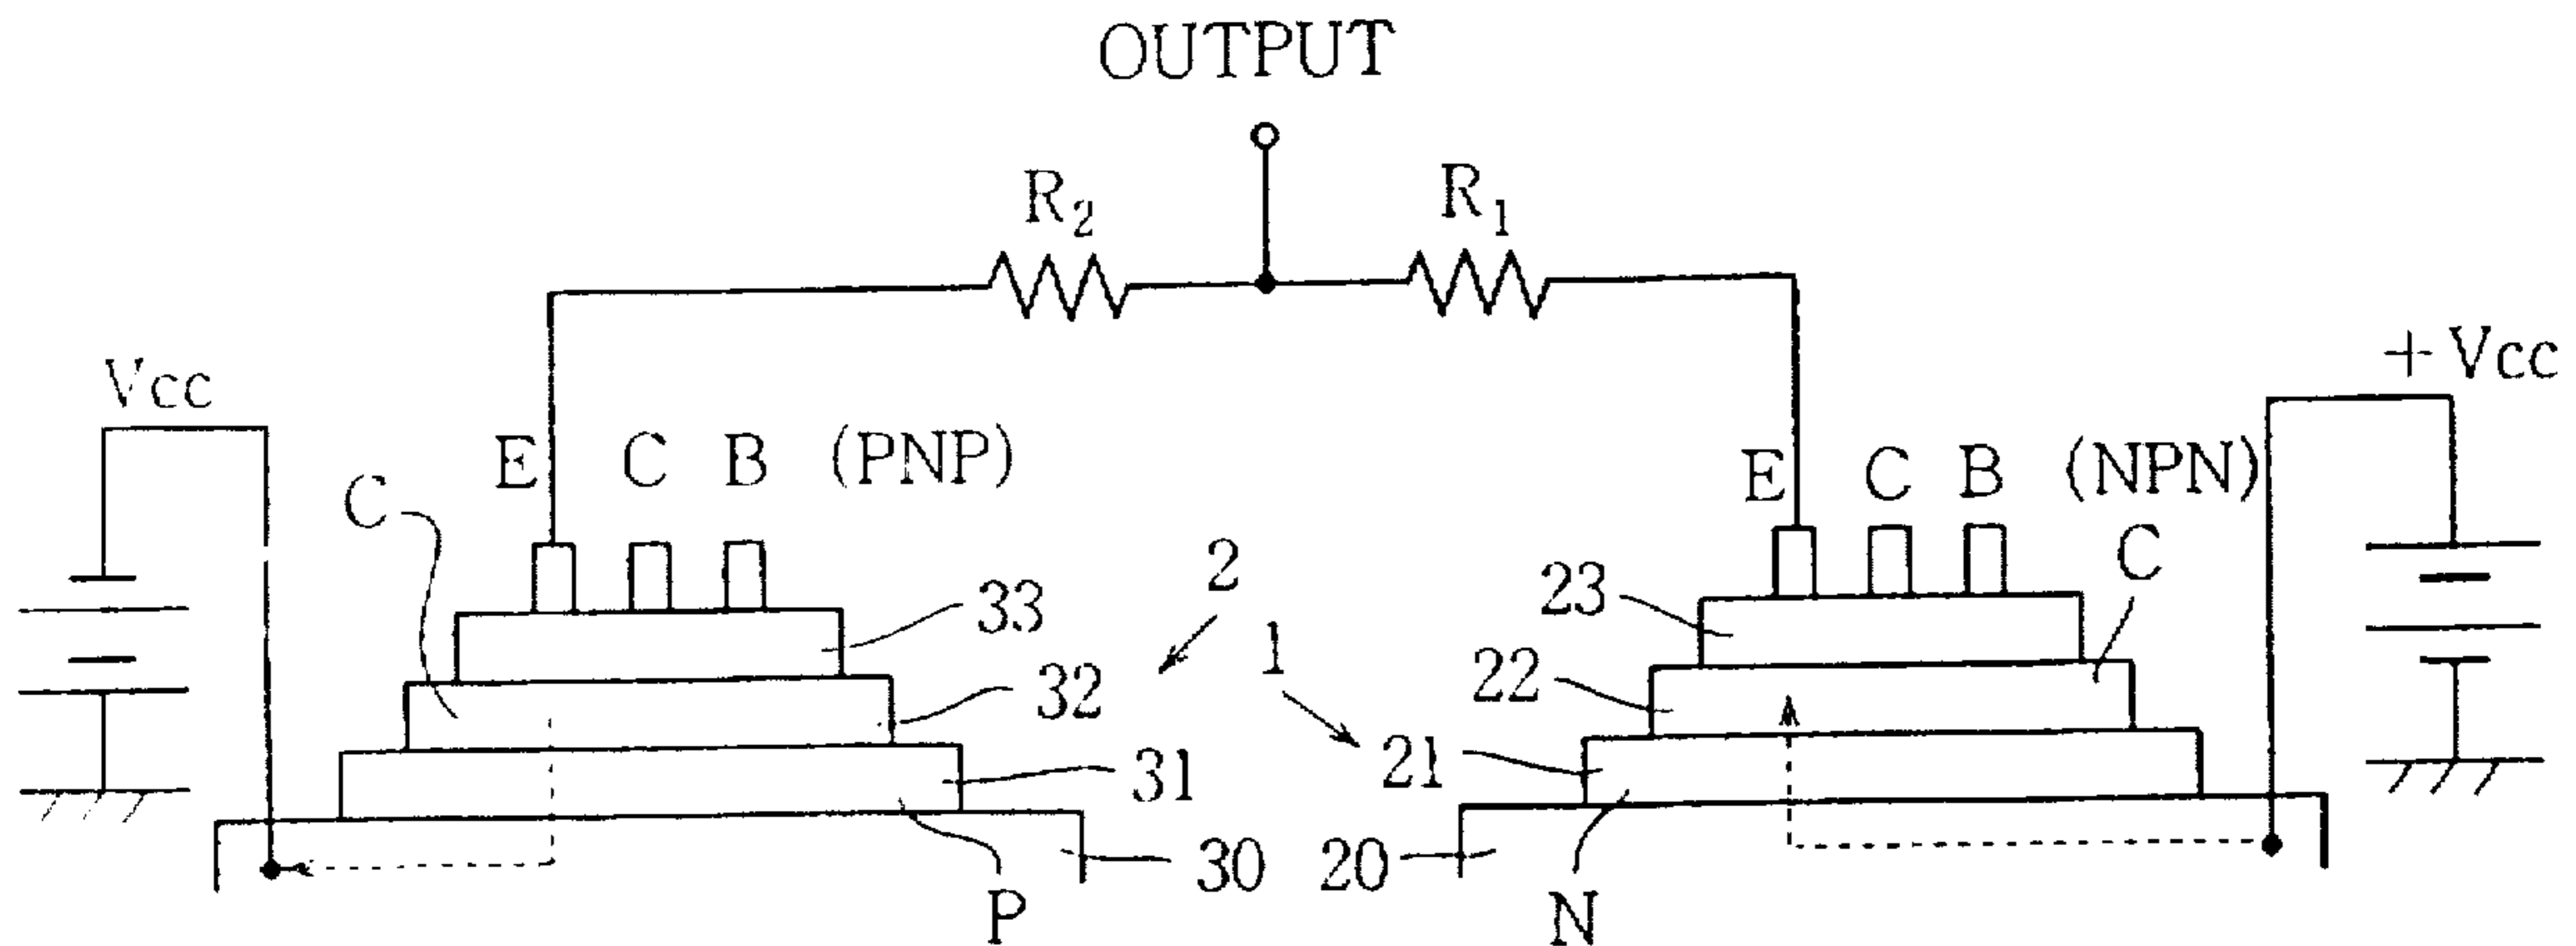 OUTPUT
R2 R1
Vcc + Vcc
E C B (PNP) E C B (NPN)
C C
2
33 23
1
32 22
31 21
30 20
P N